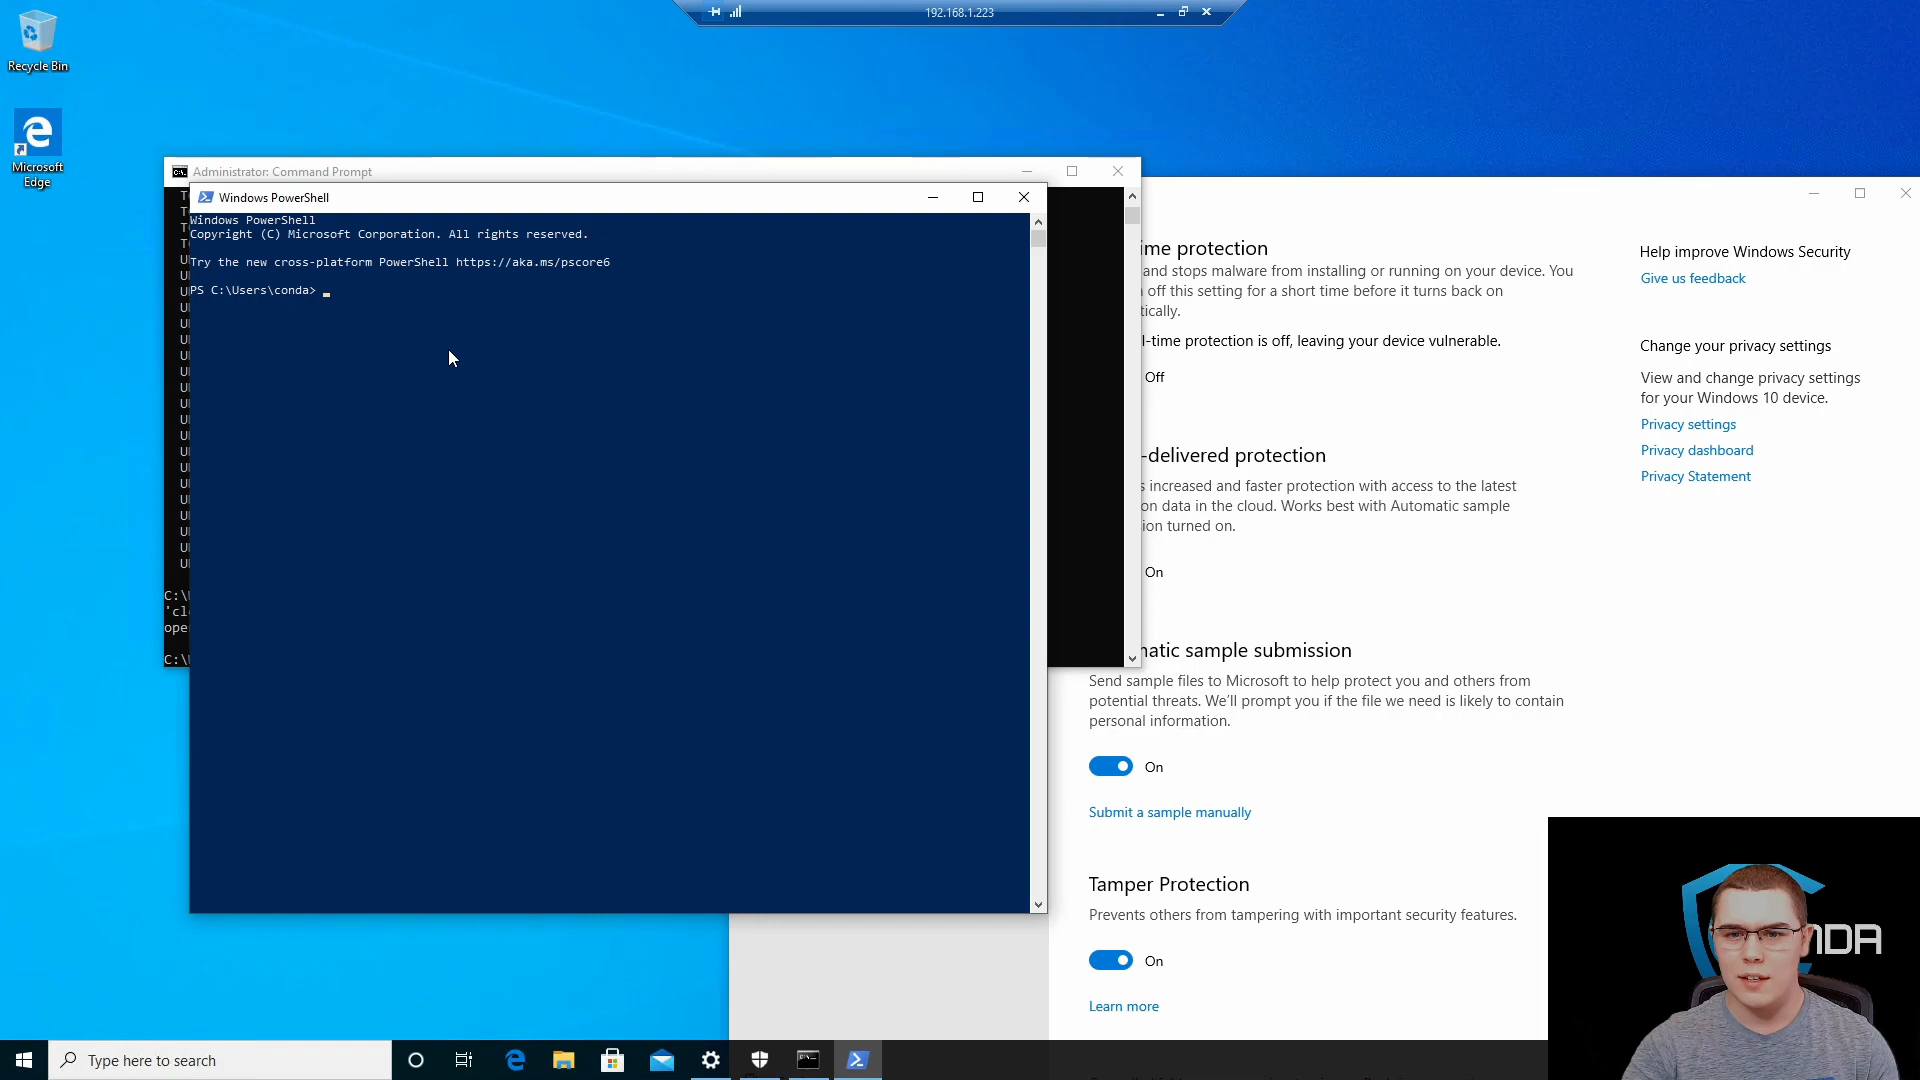 192.168.1.223
Recycle Bin
Microsoft
Edge
Administrator: Command Prompt
Windows PowerShell
Windows PowerShell
Copyright (C) Microsoft Corporation. All rights reserved.
Try the new cross-platform PowerShell https://aka.ms/pscore6
PS C:\Users\conda>
C:\
'cl
ope
C:\
ime protection
and stops malware from installing or running on your device. You
off this setting for a short time before it turns back on
tically.
l-time protection is off, leaving your device vulnerable.
Off
-delivered protection
s increased and faster protection with access to the latest
on data in the cloud. Works best with Automatic sample
ion turned on.
On
atic sample submission
Send sample files to Microsoft to help protect you and others from
potential threats. We'll prompt you if the file we need is likely to contain
personal information.
On
Submit a sample manually
Tamper Protection
Prevents others from tampering with important security features.
On
Learn more
Help improve Windows Security
Give us feedback
Change your privacy settings
View and change privacy settings
for your Windows 10 device.
Privacy settings
Privacy dashboard
Privacy Statement
NDA
Type here to search